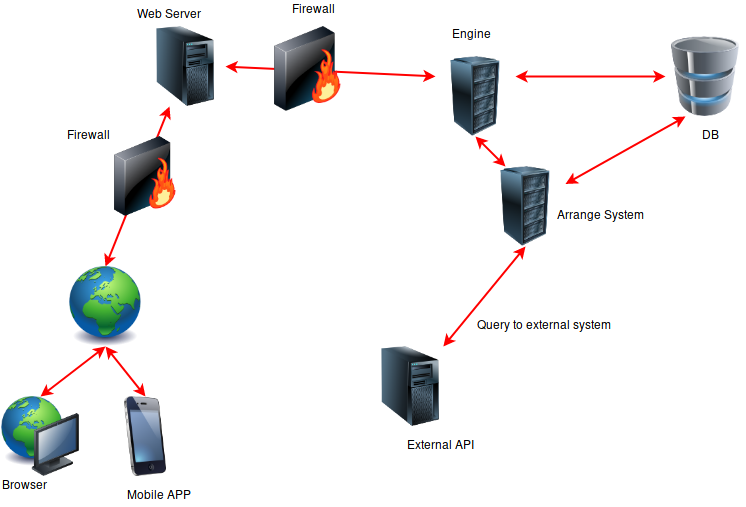 Web Server
Firewall
Engine
Firewall
DB
Arrange System
Query to external system
External API
Browser
Mobile APP